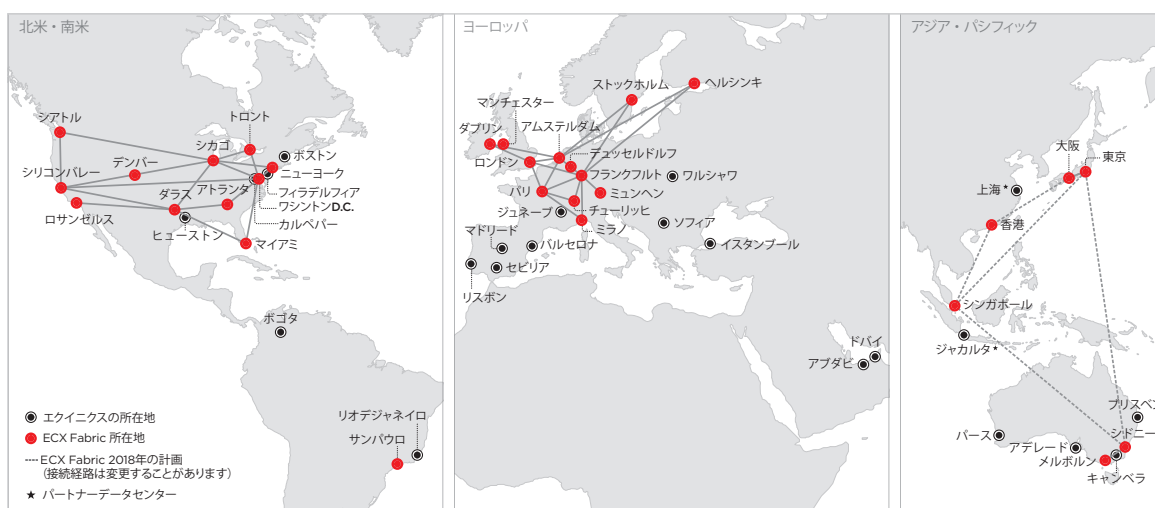 北米・南米
シアトル
トロント
シカゴ
ボストン
デンバー
ニューヨーク
シリコンバレー
フィラデルフィア
ダラス
アトランタ
ワシントンD.C.
ロサンゼルス
カルペパー
ヒューストン
マイアミ
ボゴタ
リオデジャネイロ
サンパウロ
エクイニクスの所在地
ECX Fabric 所在地
ECX Fabric 2018年の計画
(接続経路は変更することがあります)
★ パートナーデータセンター
ヨーロッパ
ストックホルム
ヘルシンキ
マンチェスター
ダブリン
アムステルダム
デュッセルドルフ
ロンドン
フランクフルト
ワルシャワ
パリ
ミュンヘン
ジュネーブ
チューリッヒ
ミラノ
ソフィア
マドリード
バルセロナ
イスタンブール
セビリア
リスボン
ドバイ
アブダビ
アジア・パシフィック
大阪
東京
上海★
香港
シンガポール
ジャカルタ★
ブリスベン
パース
シドニー
アデレード
メルボルン
キャンベラ